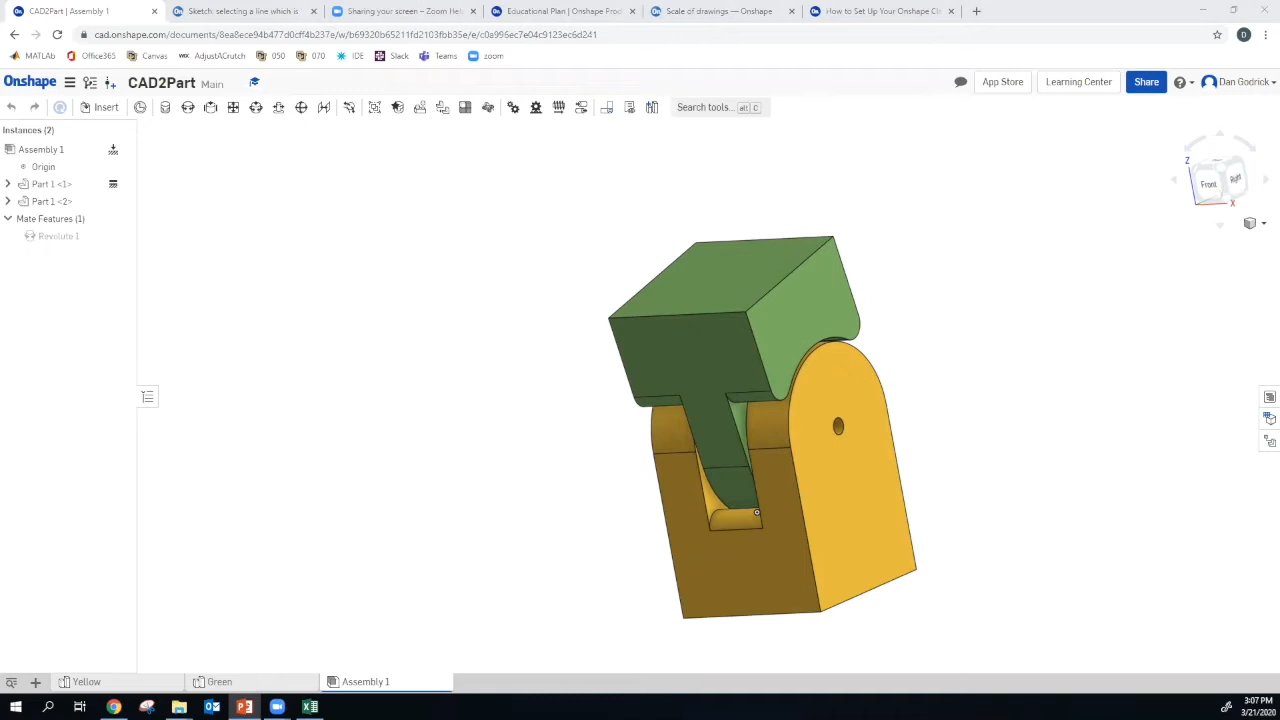 CAD2Part | Assembly 1
Sketch: selecting a line which is
Sharing your screen – Zoom Help
Educational Plan | Onshape Prod
Scale of drawings — Onshape
How to Set Up Your Onshape Cl
cad.onshape.com/documents/8ea8ece94b477d0cff4b237e/w/b69320b65211fd2103fbb35e/e/c0a996ec7e04c9123ec6d241
D
MATLAb
Office365
Canvas
WEX AdjustACrutch
050
070
IDE
Slack
Teams
zoom
Onshape
CAD2Part Main
App Store
Learning Center
Share
Dan Godrick
Insert
Search tools... alt C
Instances (2)
Assembly 1
Origin
Part 1 <1>
Part 1 <2>
Mate Features (1)
Revolute 1
Z
Front
Right
X
Yellow
Green
Assembly 1
3:07 PM
3/21/2020